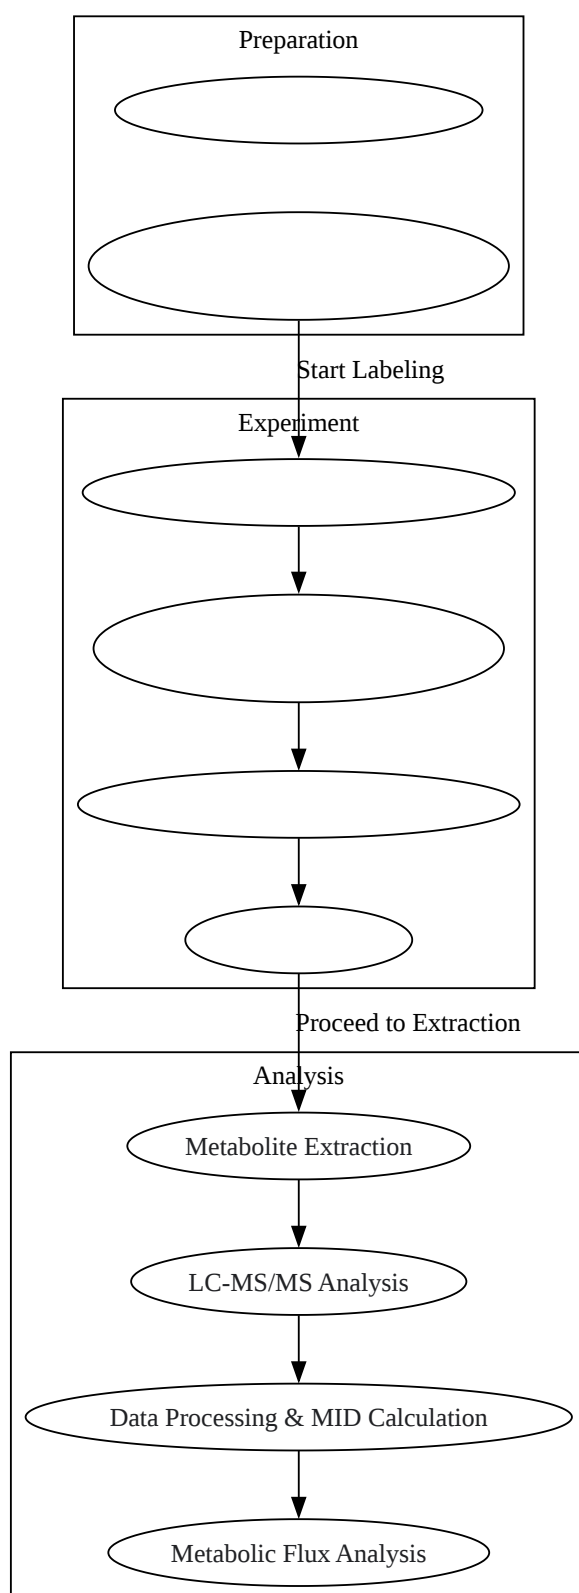 Preparation
Start Labeling
Experiment
Proceed to Extraction
Analysis
Metabolite Extraction
LC-MS/MS Analysis
Data Processing & MID Calculation
Metabolic Flux Analysis